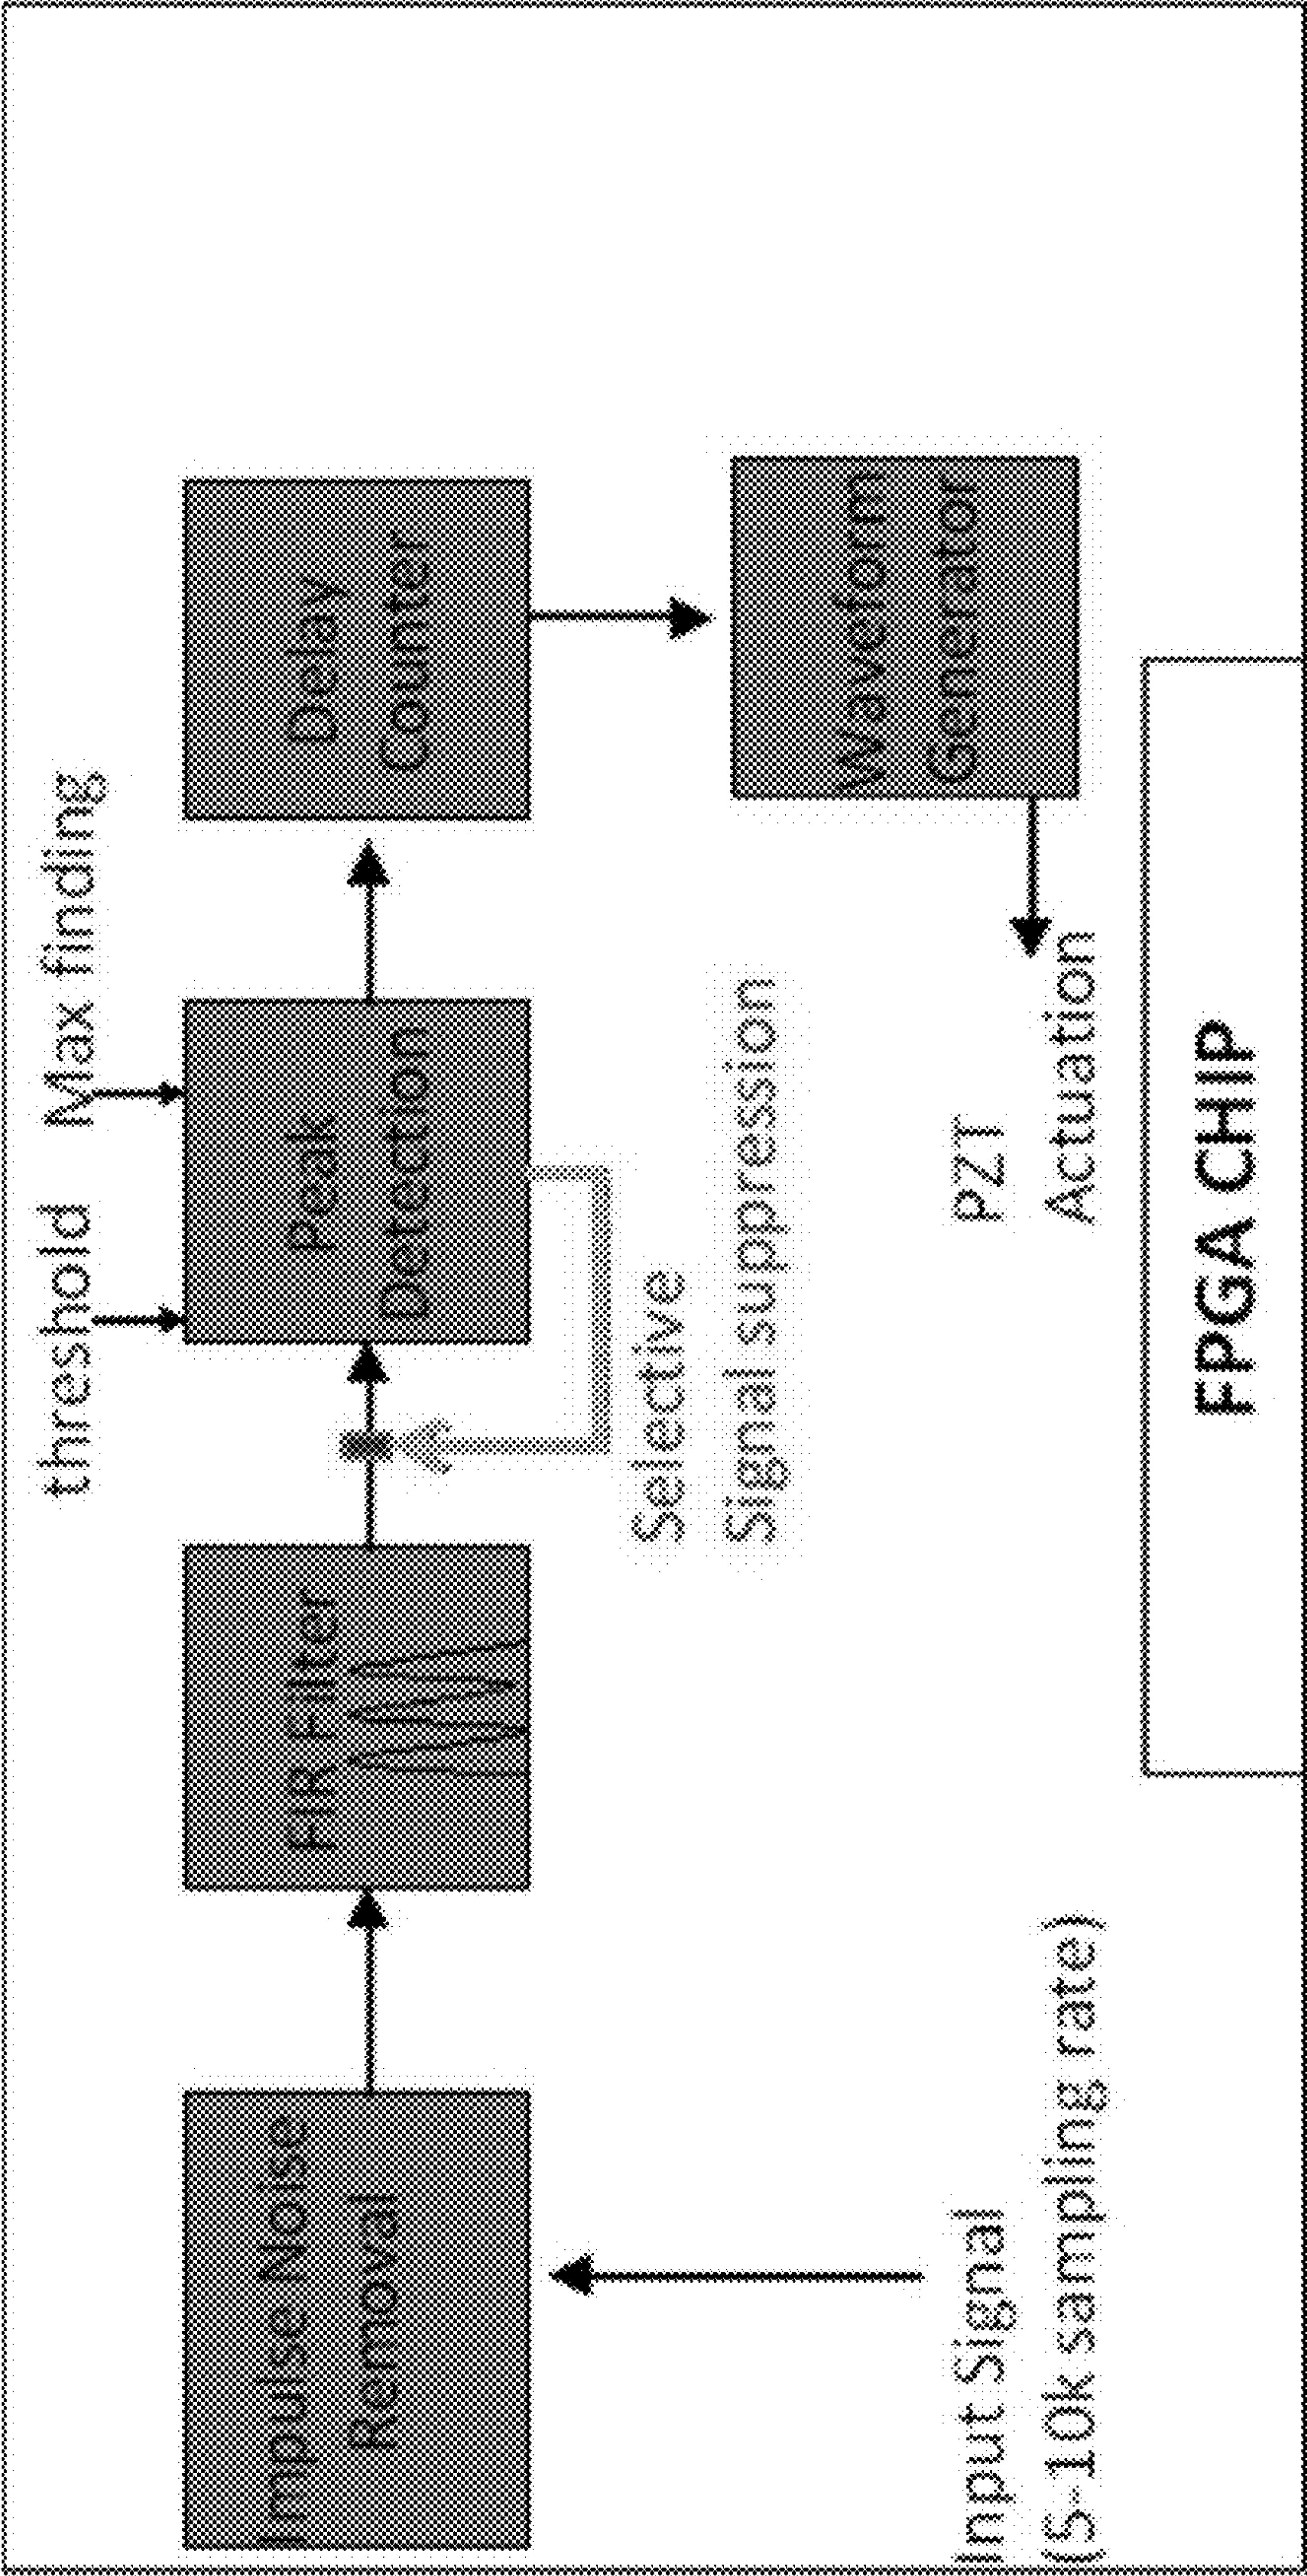 threshold
Max finding
Impulse Noise
Removal
FIR Filter
Peak
Detection
Delay
Counter
Selective
Signal suppression
Waveform
Generator
Input Signal
(5-10k sampling rate)
PZT
Actuation
FPGA CHIP